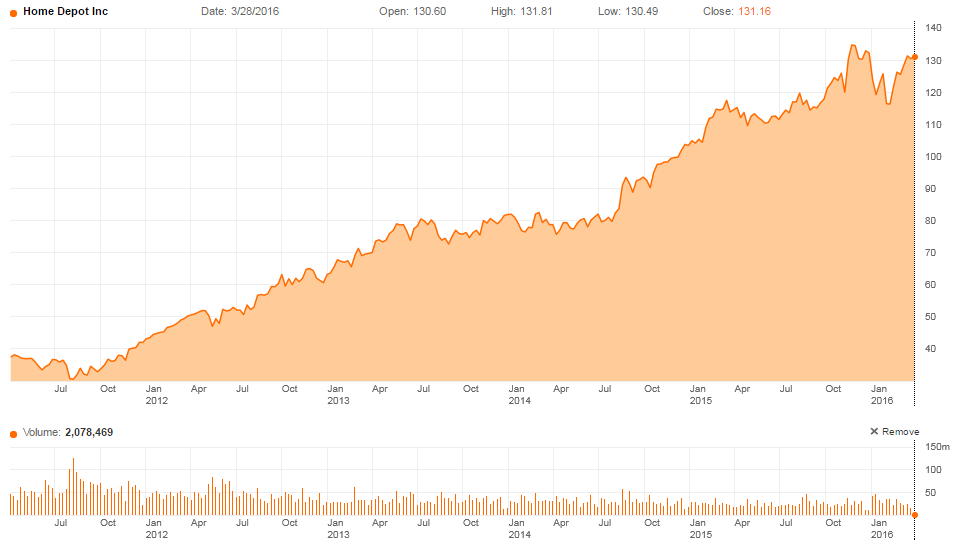 Home Depot Inc Date: 3/28/2016 Open: 130.60 High: 131.81 Low: 130.49 Close: 131.16
140
130
120
110
100
90
80
70
60
50
40
Jul Oct Jan Apr Jul Oct Jan Apr Jul Oct Jan Apr Jul Oct Jan Apr Jul Oct Jan
2012 2013 2014 2015 2016
Volume: 2,078,469 ✕ Remove
150m
100
50
Jul Oct Jan Apr Jul Oct Jan Apr Jul Oct Jan Apr Jul Oct Jan Apr Jul Oct Jan
2012 2013 2014 2015 2016